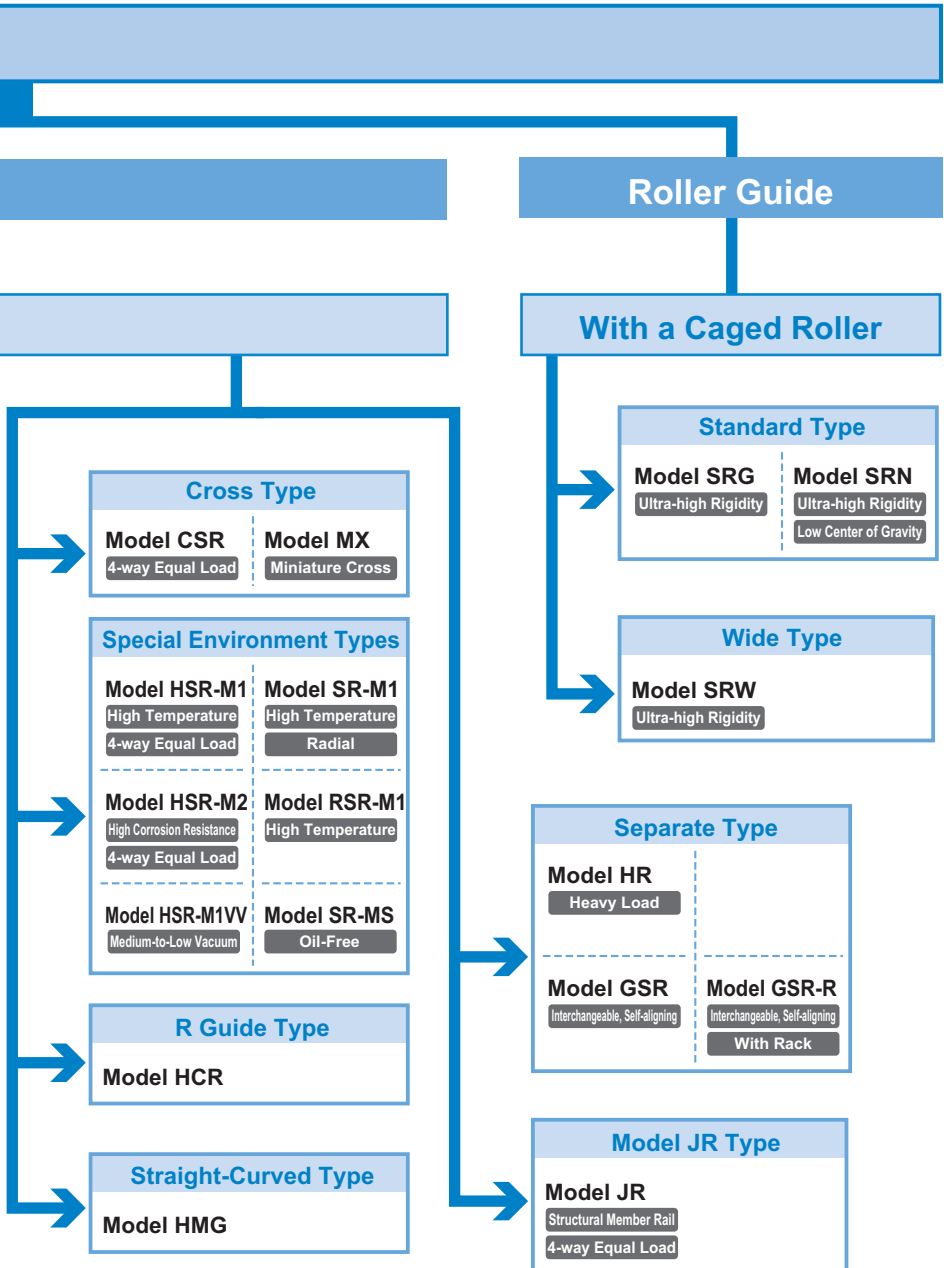 Roller Guide
With a Caged Roller
Standard Type
Model SRG
Ultra-high Rigidity
Model SRN
Ultra-high Rigidity
Low Center of Gravity
Wide Type
Model SRW
Ultra-high Rigidity
Cross Type
Model CSR
4-way Equal Load
Model MX
Miniature Cross
Special Environment Types
Model HSR-M1
High Temperature
4-way Equal Load
Model SR-M1
High Temperature
Radial
Model HSR-M2
High Corrosion Resistance
4-way Equal Load
Model RSR-M1
High Temperature
Model HSR-M1VV
Medium-to-Low Vacuum
Model SR-MS
Oil-Free
R Guide Type
Model HCR
Straight-Curved Type
Model HMG
Separate Type
Model HR
Heavy Load
Model GSR
Interchangeable, Self-aligning
Model GSR-R
Interchangeable, Self-aligning
With Rack
Model JR Type
Model JR
Structural Member Rail
4-way Equal Load